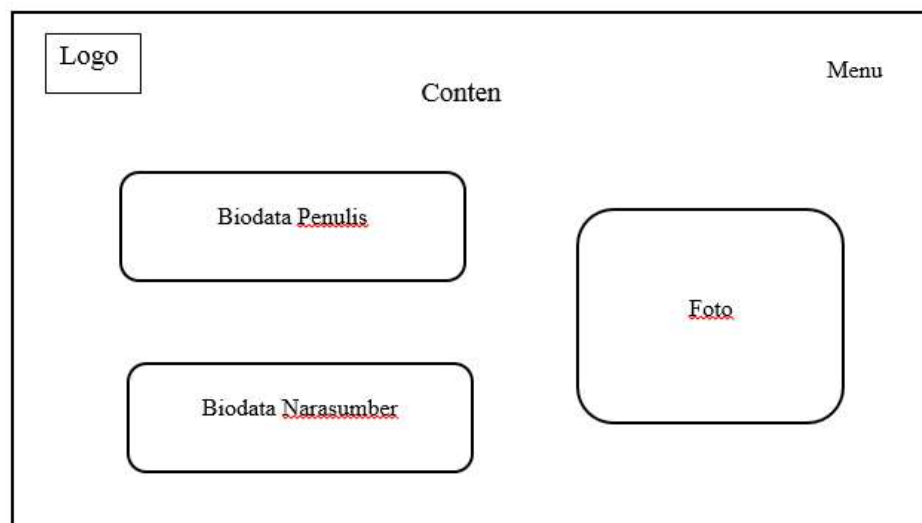 Logo
Menu
Conten
Biodata Penulis
Foto
Biodata Narasumber